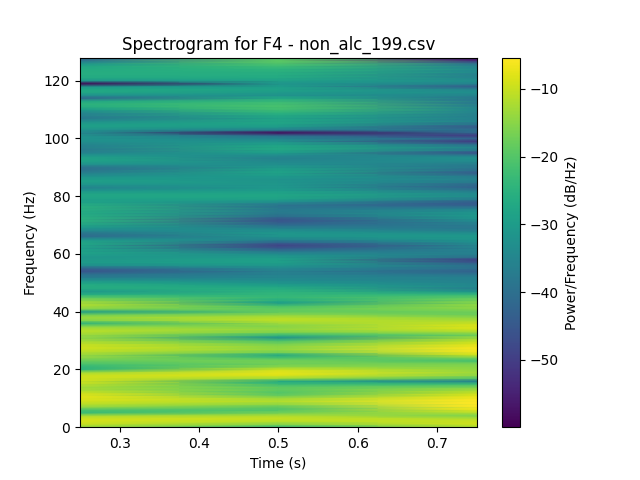 Spectrogram for F4 - non_alc_199.csv
120
100
80
60
40
20
0
Frequency (Hz)
0.3 0.4 0.5 0.6 0.7
Time (s)
−10
−20
−30
−40
−50
Power/Frequency (dB/Hz)